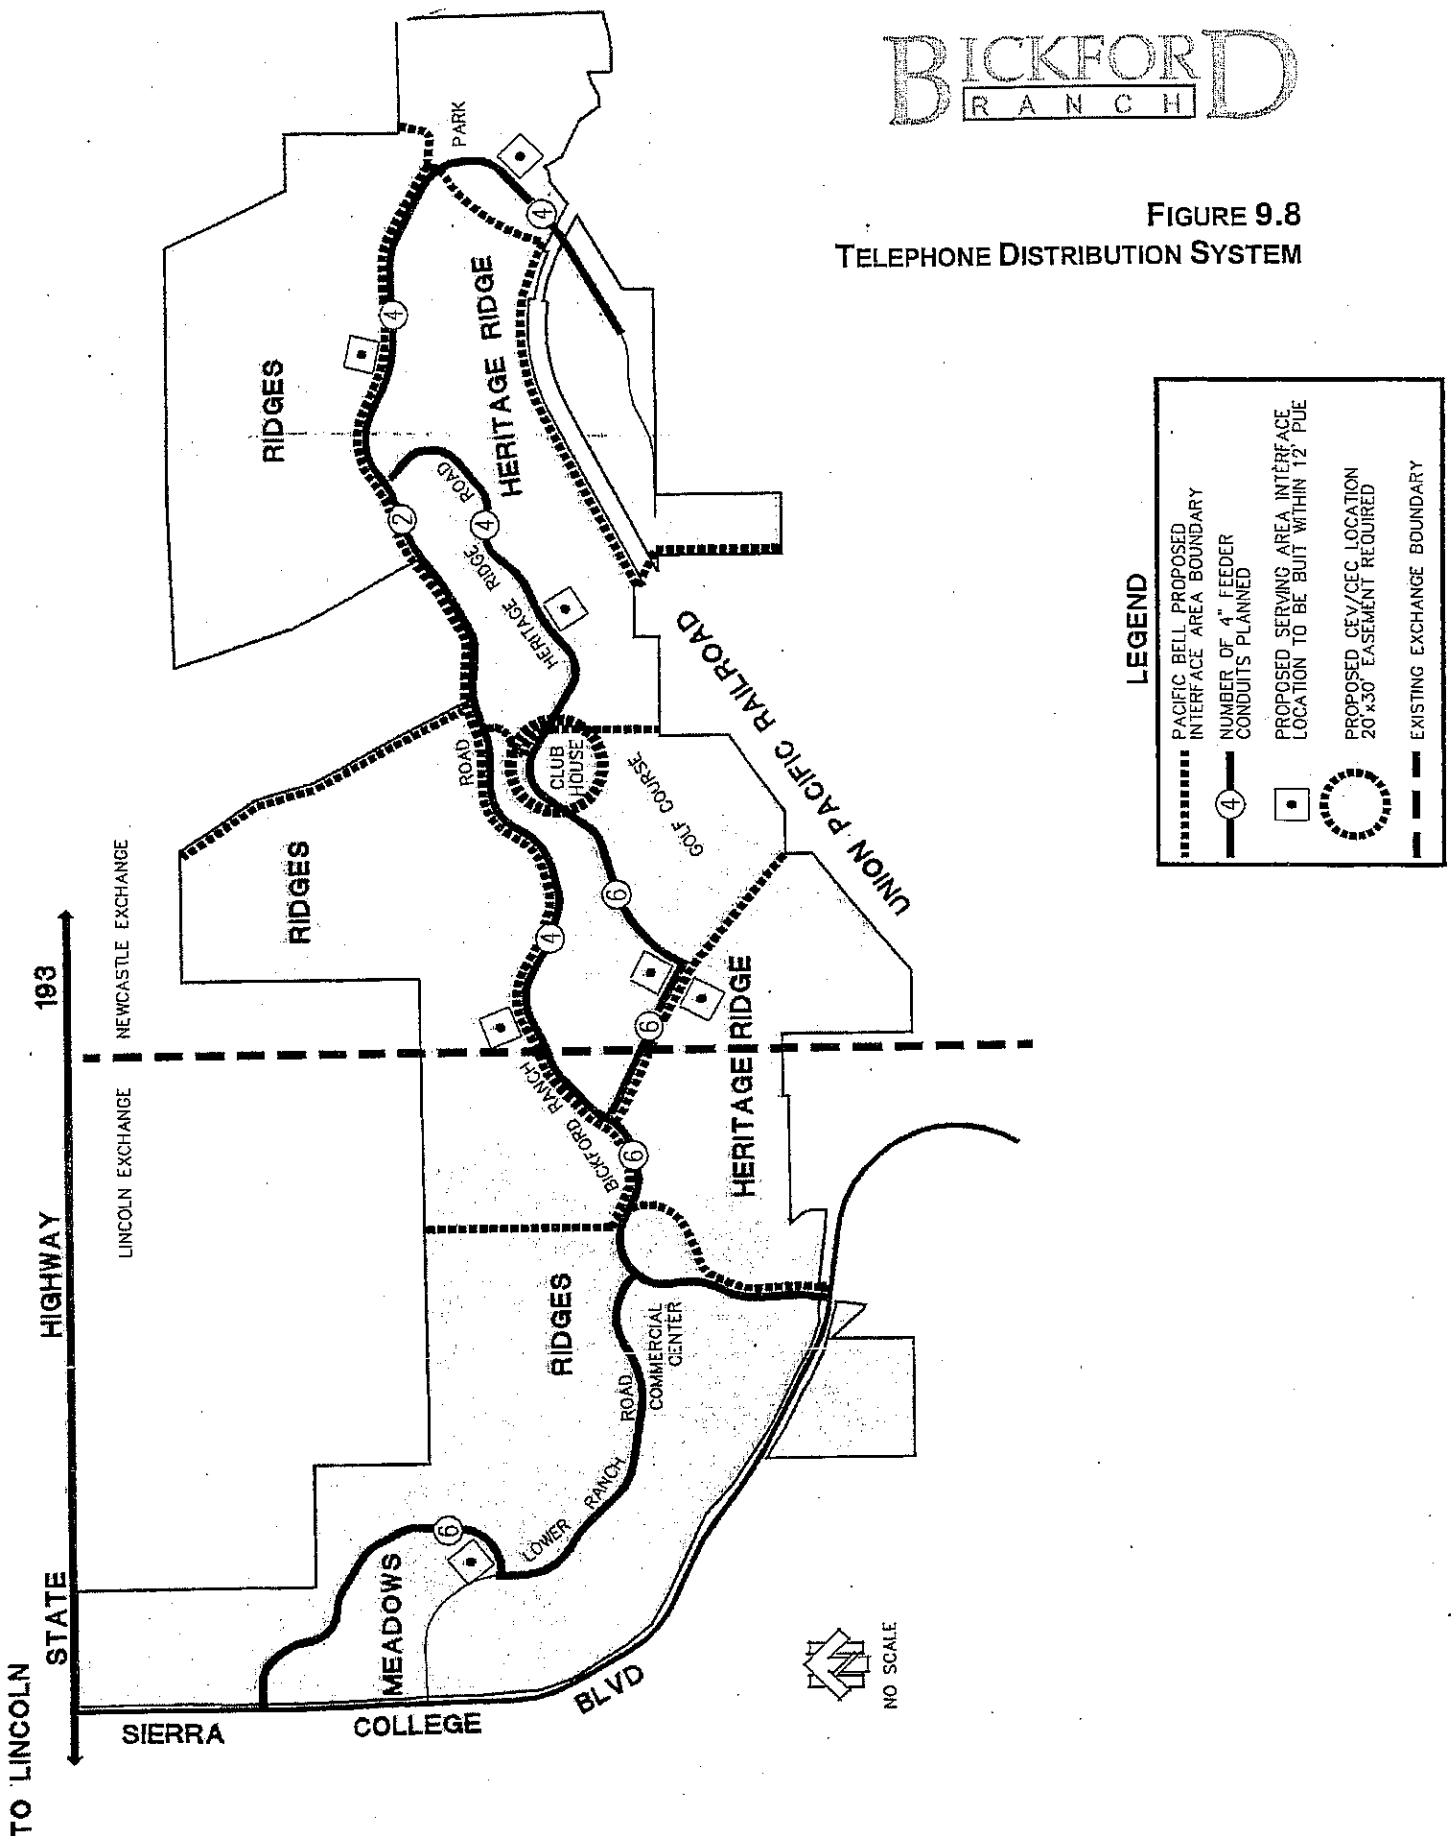 BICKFORD
RANCH
FIGURE 9.8
TELEPHONE DISTRIBUTION SYSTEM
TO LINCOLN
STATE
HIGHWAY
193
LINCOLN EXCHANGE
NEWCASTLE EXCHANGE
SIERRA
COLLEGE
BLVD
MEADOWS
6
LOWER
RANCH
ROAD
COMMERCIAL
CENTER
RIDGES
BICKFORD
RANCH
ROAD
6
HERITAGE RIDGE
6
4
6
RIDGES
CLUB
HOUSE
GOLF COURSE
UNION PACIFIC RAILROAD
HERITAGE RIDGE ROAD
4
2
RIDGES
HERITAGE RIDGE
4
PARK
4
NO SCALE
LEGEND
PACIFIC BELL PROPOSED
INTERFACE AREA BOUNDARY
4
NUMBER OF 4" FEEDER
CONDUITS PLANNED
PROPOSED SERVING AREA INTERFACE
LOCATION TO BE BUIT WITHIN 12' PUE
PROPOSED CEV/CEC LOCATION
20'x30' EASEMENT REQUIRED
EXISTING EXCHANGE BOUNDARY